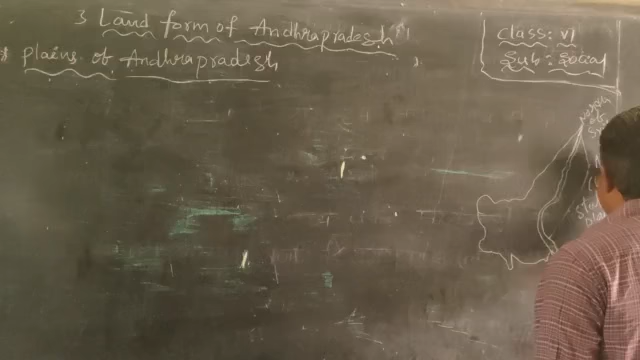 3 Land form of Andhrapradesh
* Plains of Andhrapradesh
Class: VI
Sub: Social